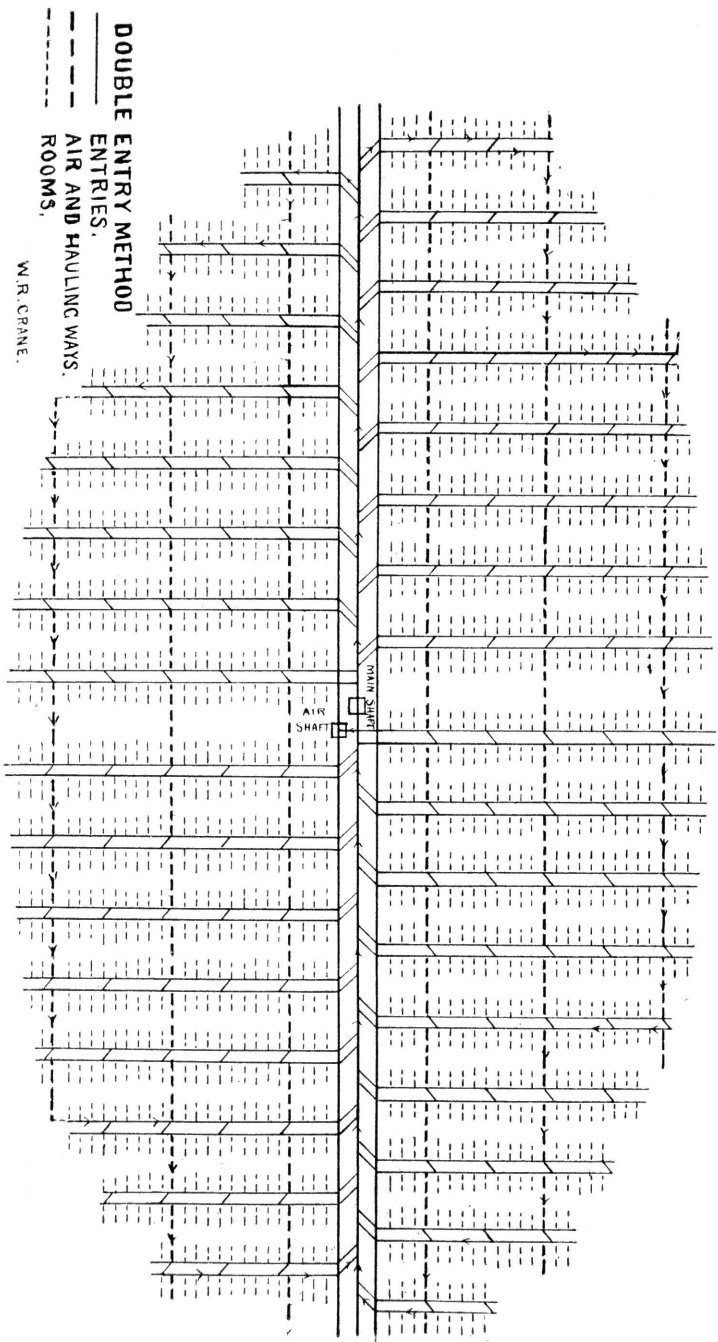 DOUBLE ENTRY METHOD
ENTRIES.
AIR AND HAULING WAYS.
ROOMS.
W.R. CRANE.
MAIN SHAFT
AIR
SHAFT